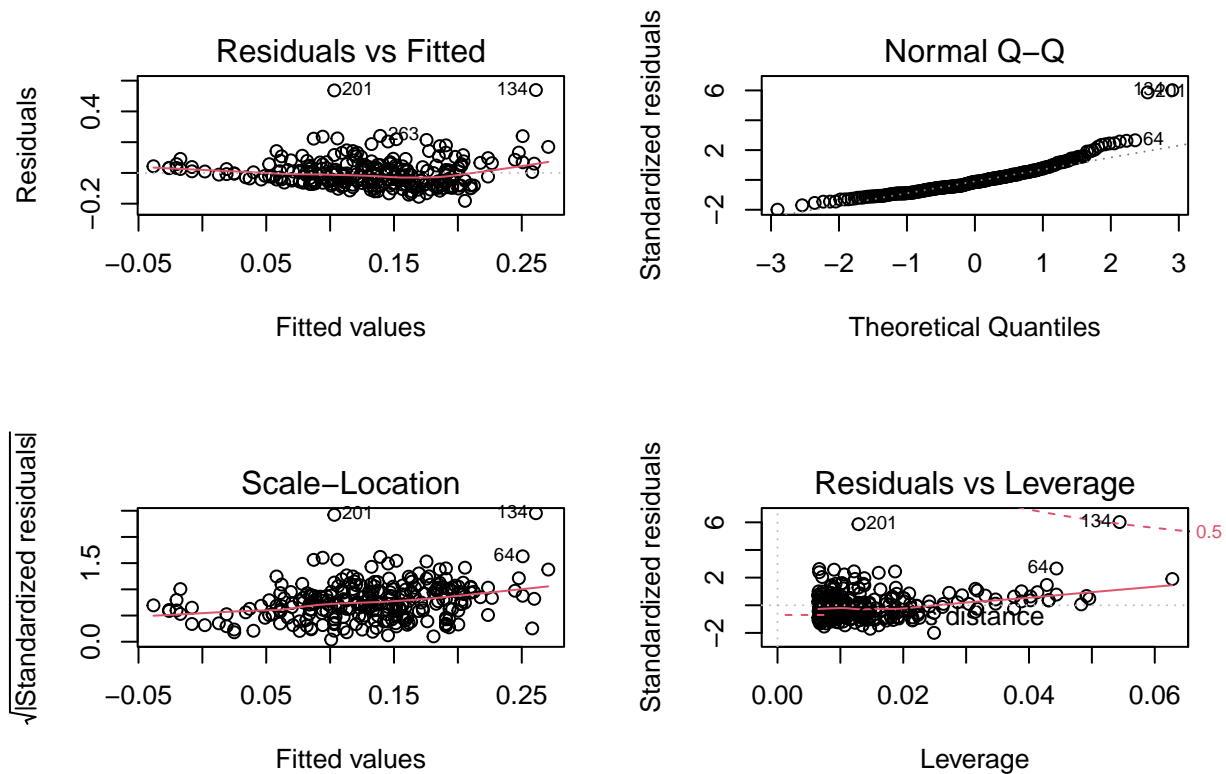 Residuals vs Fitted
Residuals
0.4
−0.2
201
134
263
−0.05 0.05 0.15 0.25
Fitted values
Normal Q−Q
Standardized residuals
6
2
−2
134
201
64
−3 −2 −1 0 1 2 3
Theoretical Quantiles
Scale−Location
√|Standardized residuals|
1.5
0.0
201
134
64
−0.05 0.05 0.15 0.25
Fitted values
Residuals vs Leverage
Standardized residuals
6
2
−2
201
134
64
0.5
distance
0.00 0.02 0.04 0.06
Leverage